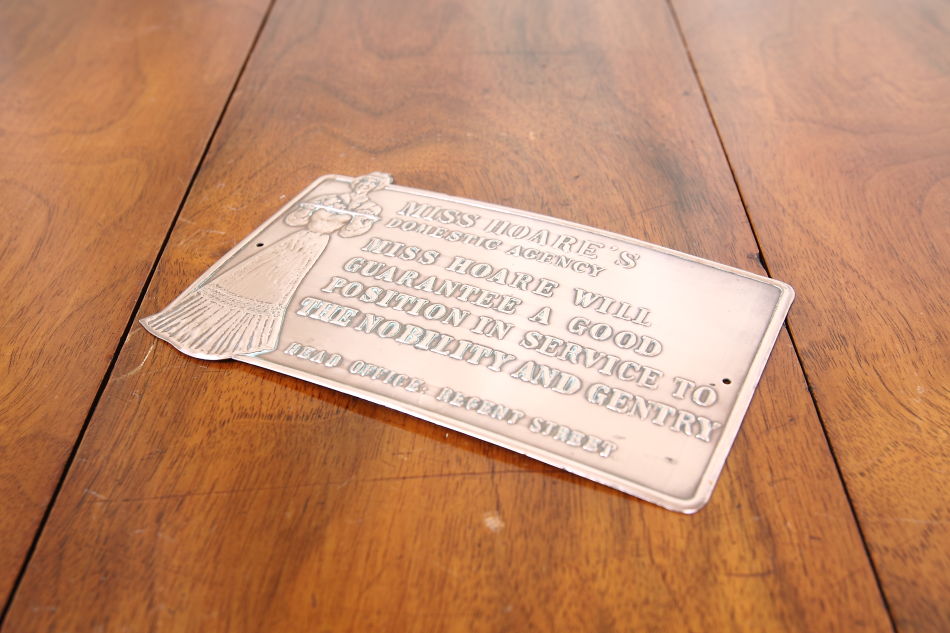 MISS HOARE'S
DOMESTIC AGENCY
MISS HOARE WILL
GUARANTEE A GOOD
POSITION IN SERVICE TO
THE NOBILITY AND GENTRY
HEAD OFFICE: REGENT STREET